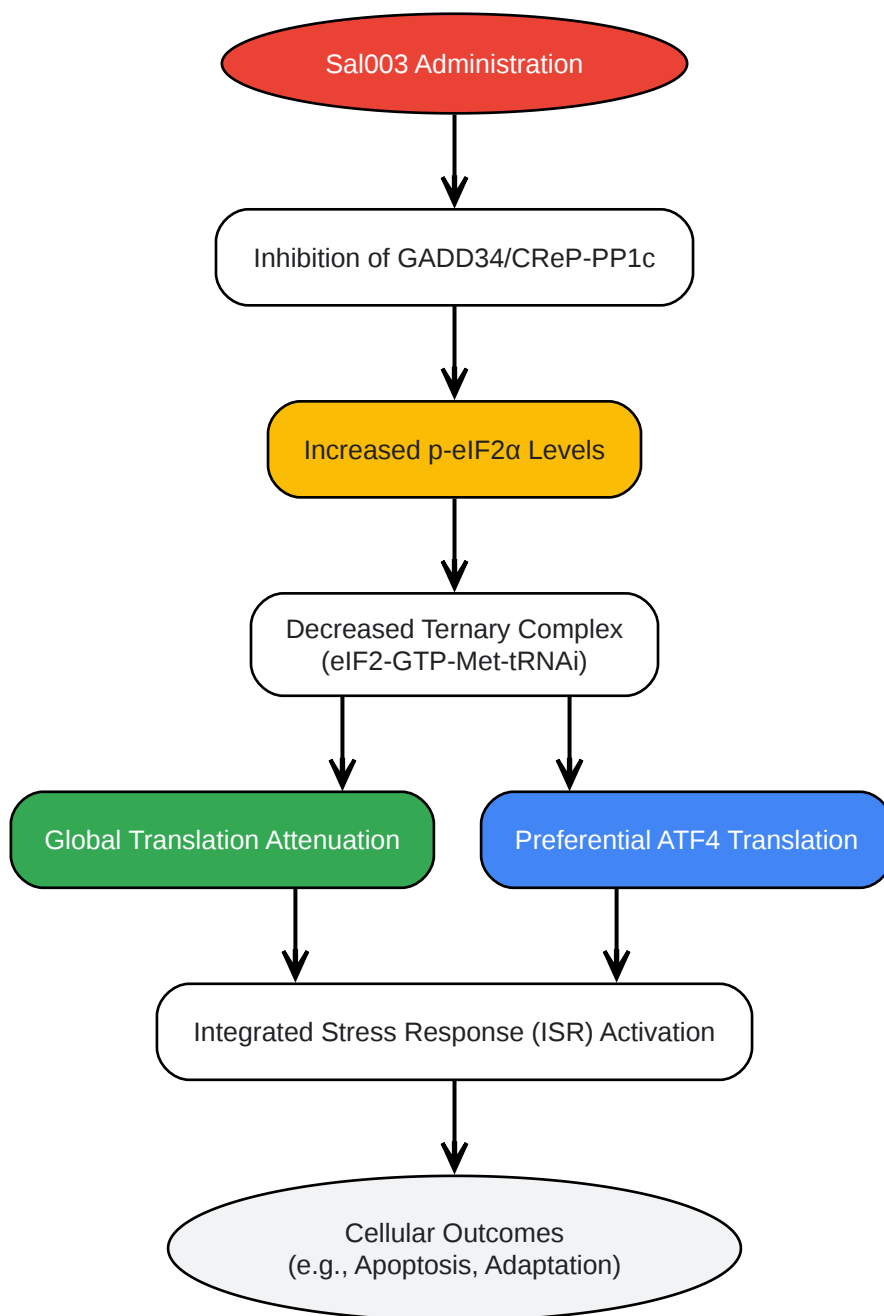 Sal003 Administration
Inhibition of GADD34/CReP-PP1c
Increased p-eIF2α Levels
Decreased Ternary Complex
(eIF2-GTP-Met-tRNAi)
Global Translation Attenuation
Preferential ATF4 Translation
Integrated Stress Response (ISR) Activation
Cellular Outcomes
(e.g., Apoptosis, Adaptation)